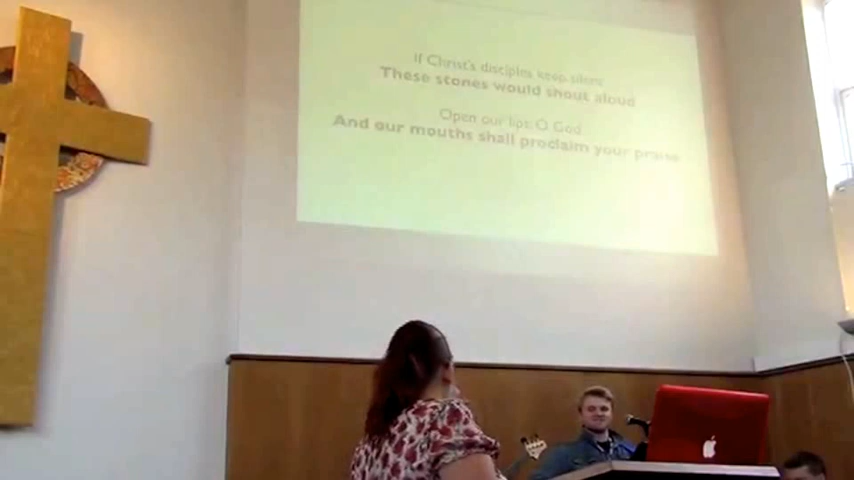 If Christ's disciples keep silent
These stones would shout aloud
Open our lips, O God
And our mouths shall proclaim your praise